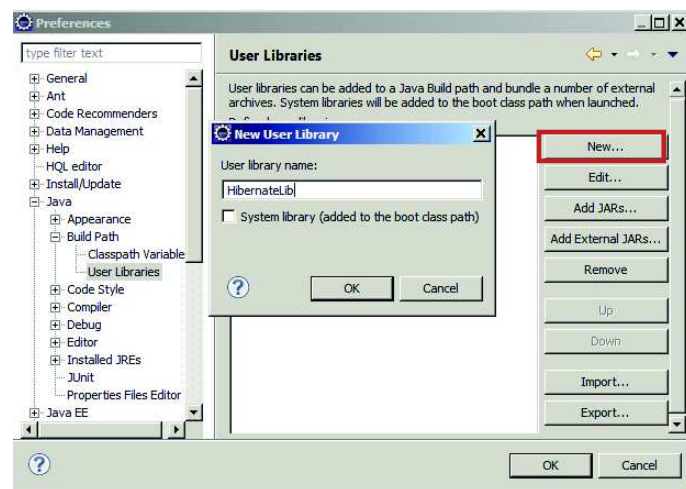 Preferences
type filter text
General
Ant
Code Recommenders
Data Management
Help
HQL editor
Install/Update
Java
Appearance
Build Path
Classpath Variable
User Libraries
Code Style
Compiler
Debug
Editor
Installed JREs
JUnit
Properties Files Editor
Java EE
User Libraries
User libraries can be added to a Java Build path and bundle a number of external
archives. System libraries will be added to the boot class path when launched.
New User Library
User library name:
HibernateLib
System library (added to the boot class path)
OK Cancel
New...
Edit...
Add JARs...
Add External JARs...
Remove
Up
Down
Import...
Export...
OK Cancel